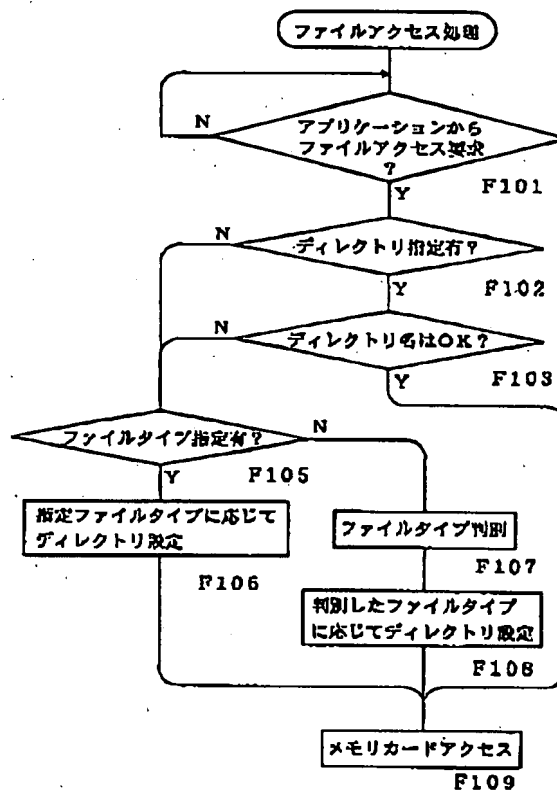 ファイルアクセス処理
N
アプリケーションから
ファイルアクセス要求
?
Y
F101
N
ディレクトリ指定有?
Y
F102
N
ディレクトリ名はOK?
Y
F103
ファイルタイプ指定有?
N
Y
F105
指定ファイルタイプに応じて
ディレクトリ設定
F106
ファイルタイプ判別
F107
判別したファイルタイプ
に応じてディレクトリ設定
F108
メモリカードアクセス
F109